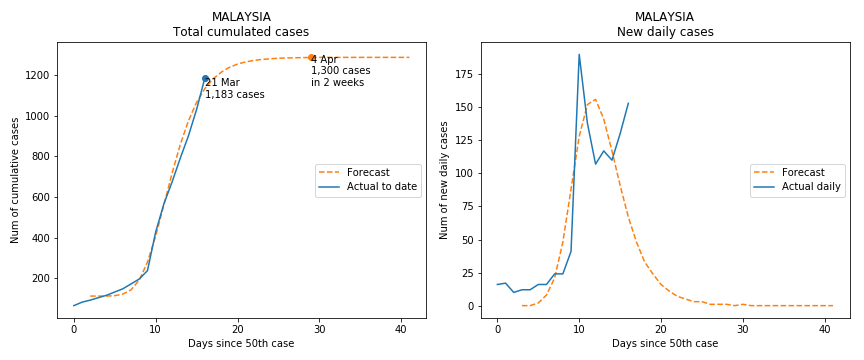 MALAYSIA
Total cumulated cases
Num of cumulative cases
1200
1000
800
600
400
200
0
10
20
30
40
Days since 50th case
21 Mar
1,183 cases
4 Apr
1,300 cases
in 2 weeks
Forecast
Actual to date
MALAYSIA
New daily cases
Num of new daily cases
175
150
125
100
75
50
25
0
0
10
20
30
40
Days since 50th case
Forecast
Actual daily